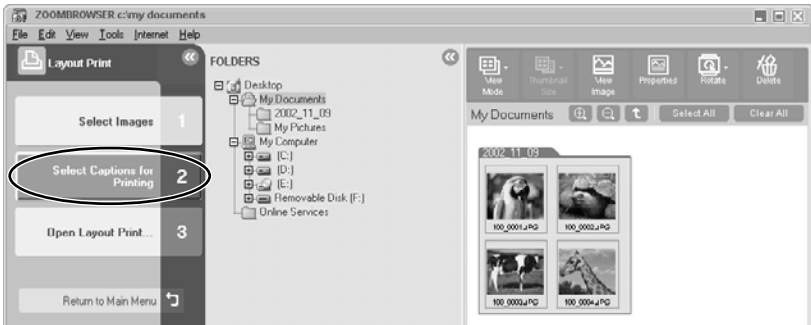 ZOOMBROWSER c:\my documents
File Edit View Tools Internet Help
Layout Print
Select Images 1
Select Captions for
Printing 2
Open Layout Print... 3
Return to Main Menu
FOLDERS
Desktop
My Documents
2002_11_09
My Pictures
My Computer
(C:)
(D:)
(E:)
Removable Disk (F:)
Online Services
View
Mode
Thumbnail
Size
View
Image
Properties
Rotate
Delete
My Documents
Select All
Clear All
2002_11_09
100_0001.JPG
100_0002.JPG
100_0003.JPG
100_0004.JPG